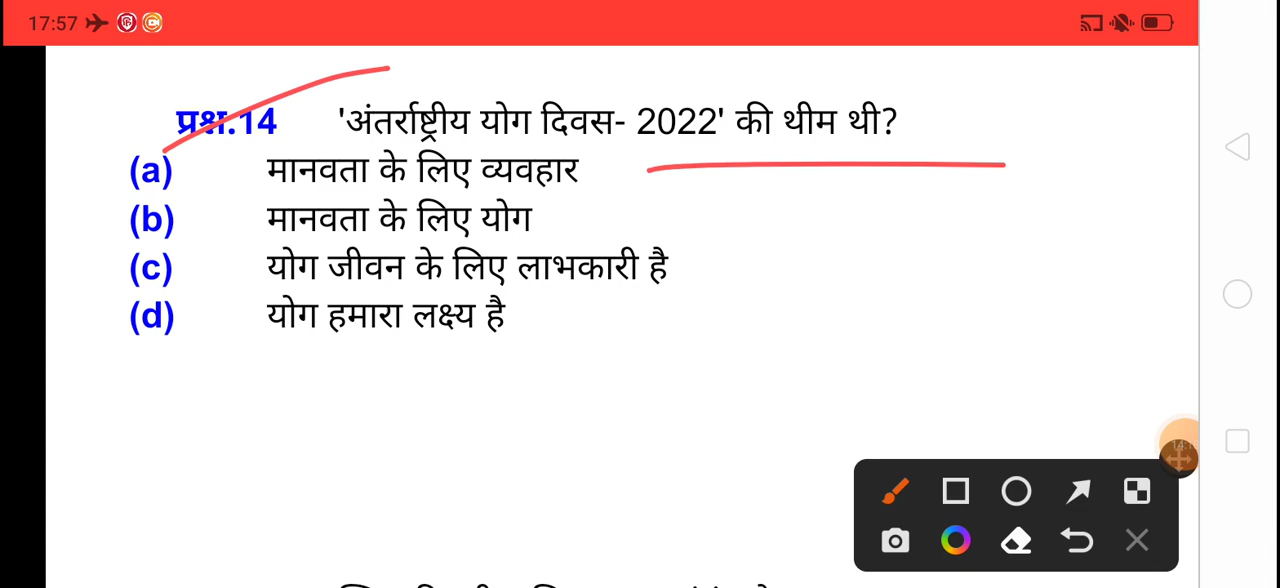 17:57
प्रश्न.14 'अंतर्राष्ट्रीय योग दिवस- 2022' की थीम थी?
(a) मानवता के लिए व्यवहार
(b) मानवता के लिए योग
(c) योग जीवन के लिए लाभकारी है
(d) योग हमारा लक्ष्य है